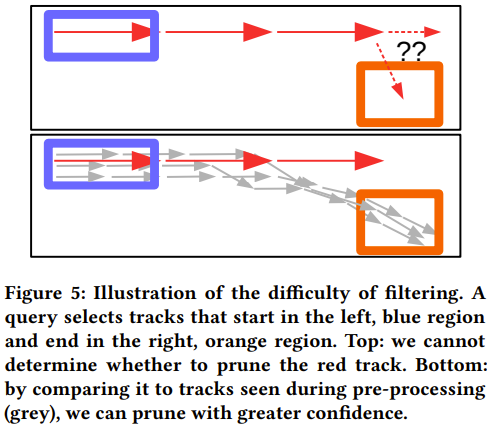 ??
Figure 5: Illustration of the difficulty of filtering. A
query selects tracks that start in the left, blue region
and end in the right, orange region. Top: we cannot
determine whether to prune the red track. Bottom:
by comparing it to tracks seen during pre-processing
(grey), we can prune with greater confidence.